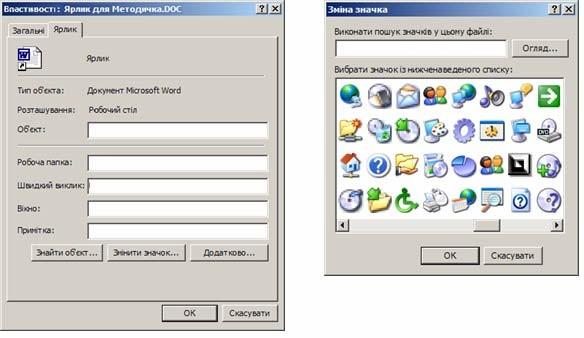 Властивості: Ярлик для Методичка.DOC
Загальні
Ярлик
Ярлик
Тип об'єкта: Документ Microsoft Word
Розташування: Робочий стіл
Об'єкт:
Робоча папка:
Швидкий виклик:
Вікно:
Примітка:
Знайти об'єкт...
Змінити значок...
Додатково...
ОК
Скасувати
Зміна значка
Виконати пошук значків у цьому файлі:
Огляд...
Вибрати значок із нижченаведеного списку:
ОК
Скасувати